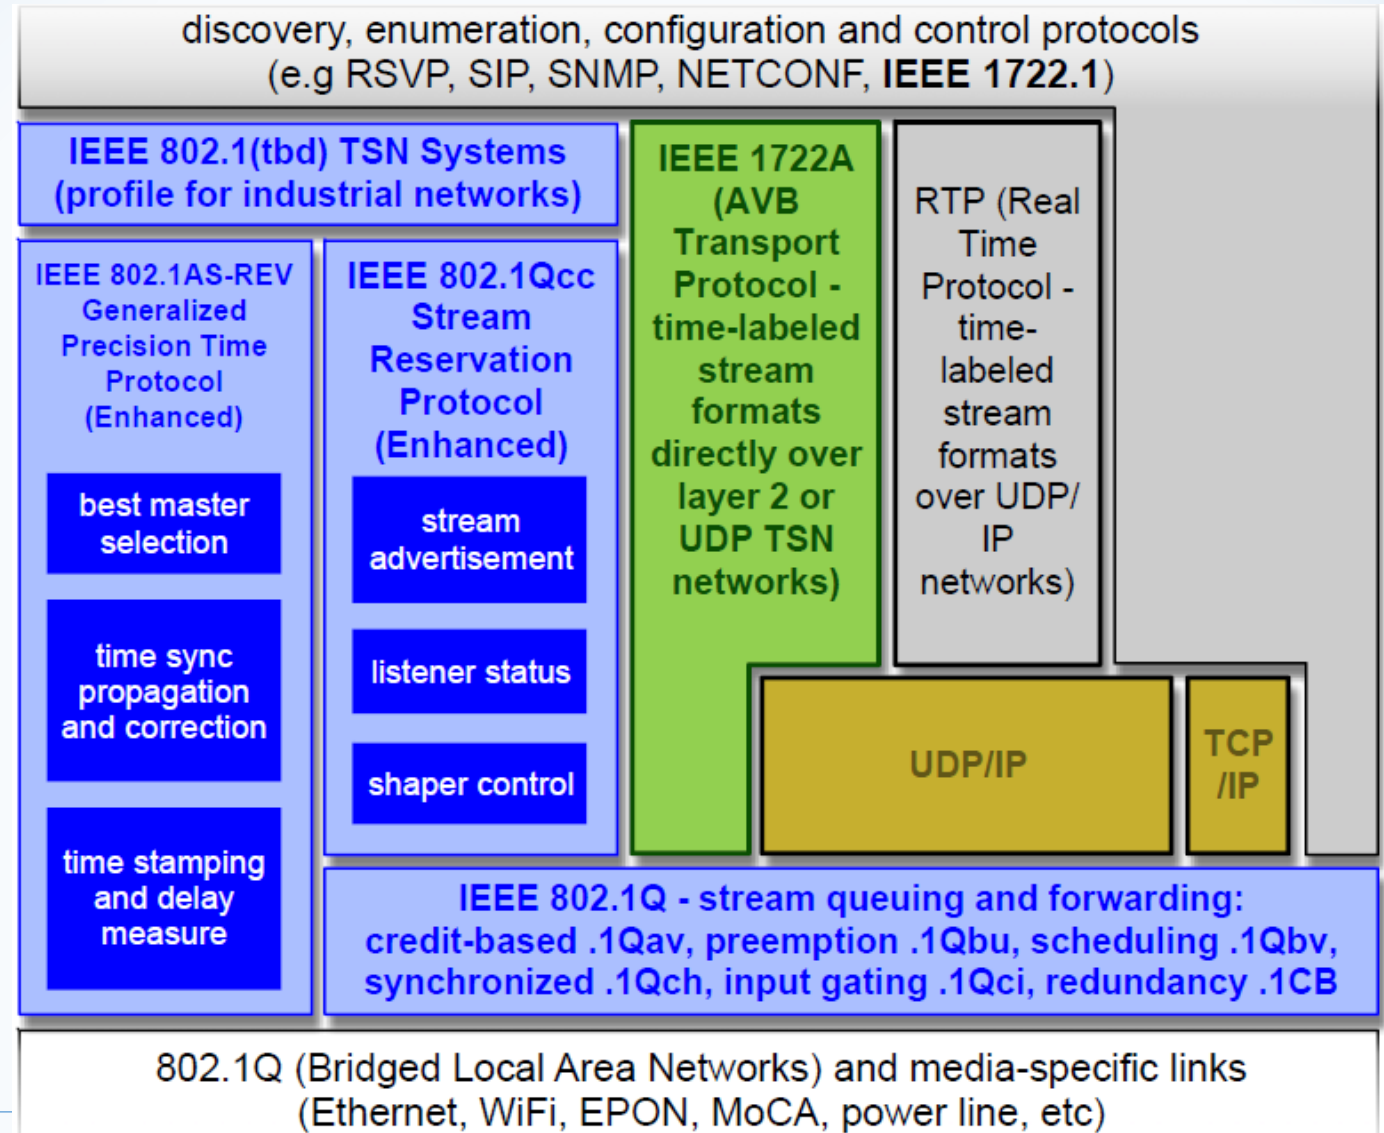 discovery, enumeration, configuration and control protocols
(e.g RSVP, SIP, SNMP, NETCONF, IEEE 1722.1)
IEEE 802.1(tbd) TSN Systems
(profile for industrial networks)
IEEE 802.1AS-REV
Generalized
Precision Time
Protocol
(Enhanced)
best master
selection
time sync
propagation
and correction
time stamping
and delay
measure
IEEE 802.1Qcc
Stream
Reservation
Protocol
(Enhanced)
stream
advertisement
listener status
shaper control
IEEE 1722A
(AVB
Transport
Protocol -
time-labeled
stream
formats
directly over
layer 2 or
UDP TSN
networks)
RTP (Real
Time
Protocol -
time-
labeled
stream
formats
over UDP/
IP
networks)
UDP/IP
TCP
/IP
IEEE 802.1Q - stream queuing and forwarding:
credit-based .1Qav, preemption .1Qbu, scheduling .1Qbv,
synchronized .1Qch, input gating .1Qci, redundancy .1CB
802.1Q (Bridged Local Area Networks) and media-specific links
(Ethernet, WiFi, EPON, MoCA, power line, etc)